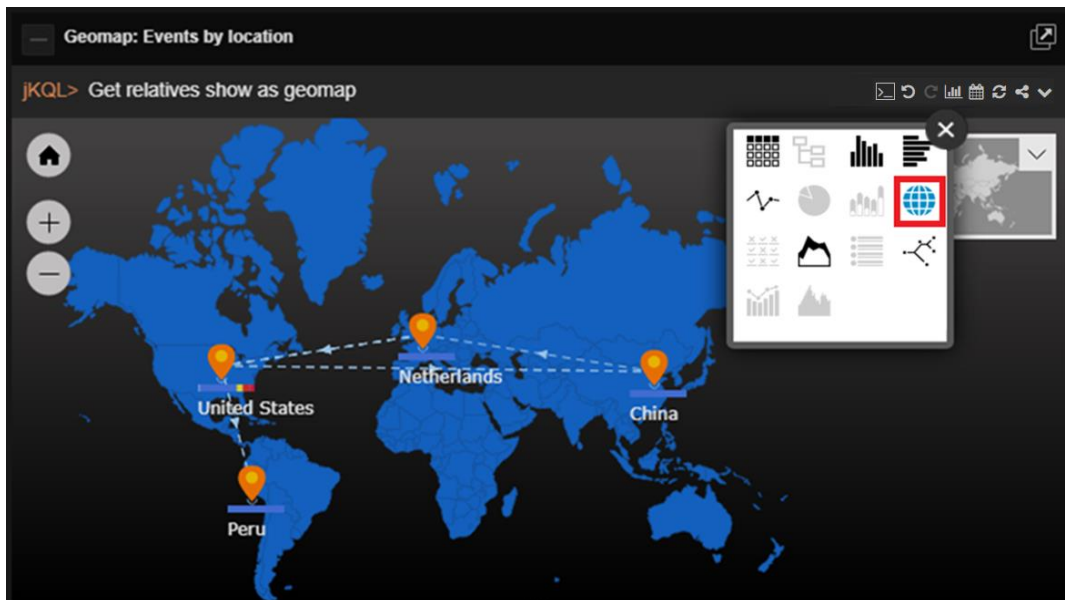 Geomap: Events by location
jKQL> Get relatives show as geomap
Netherlands
United States
China
Peru